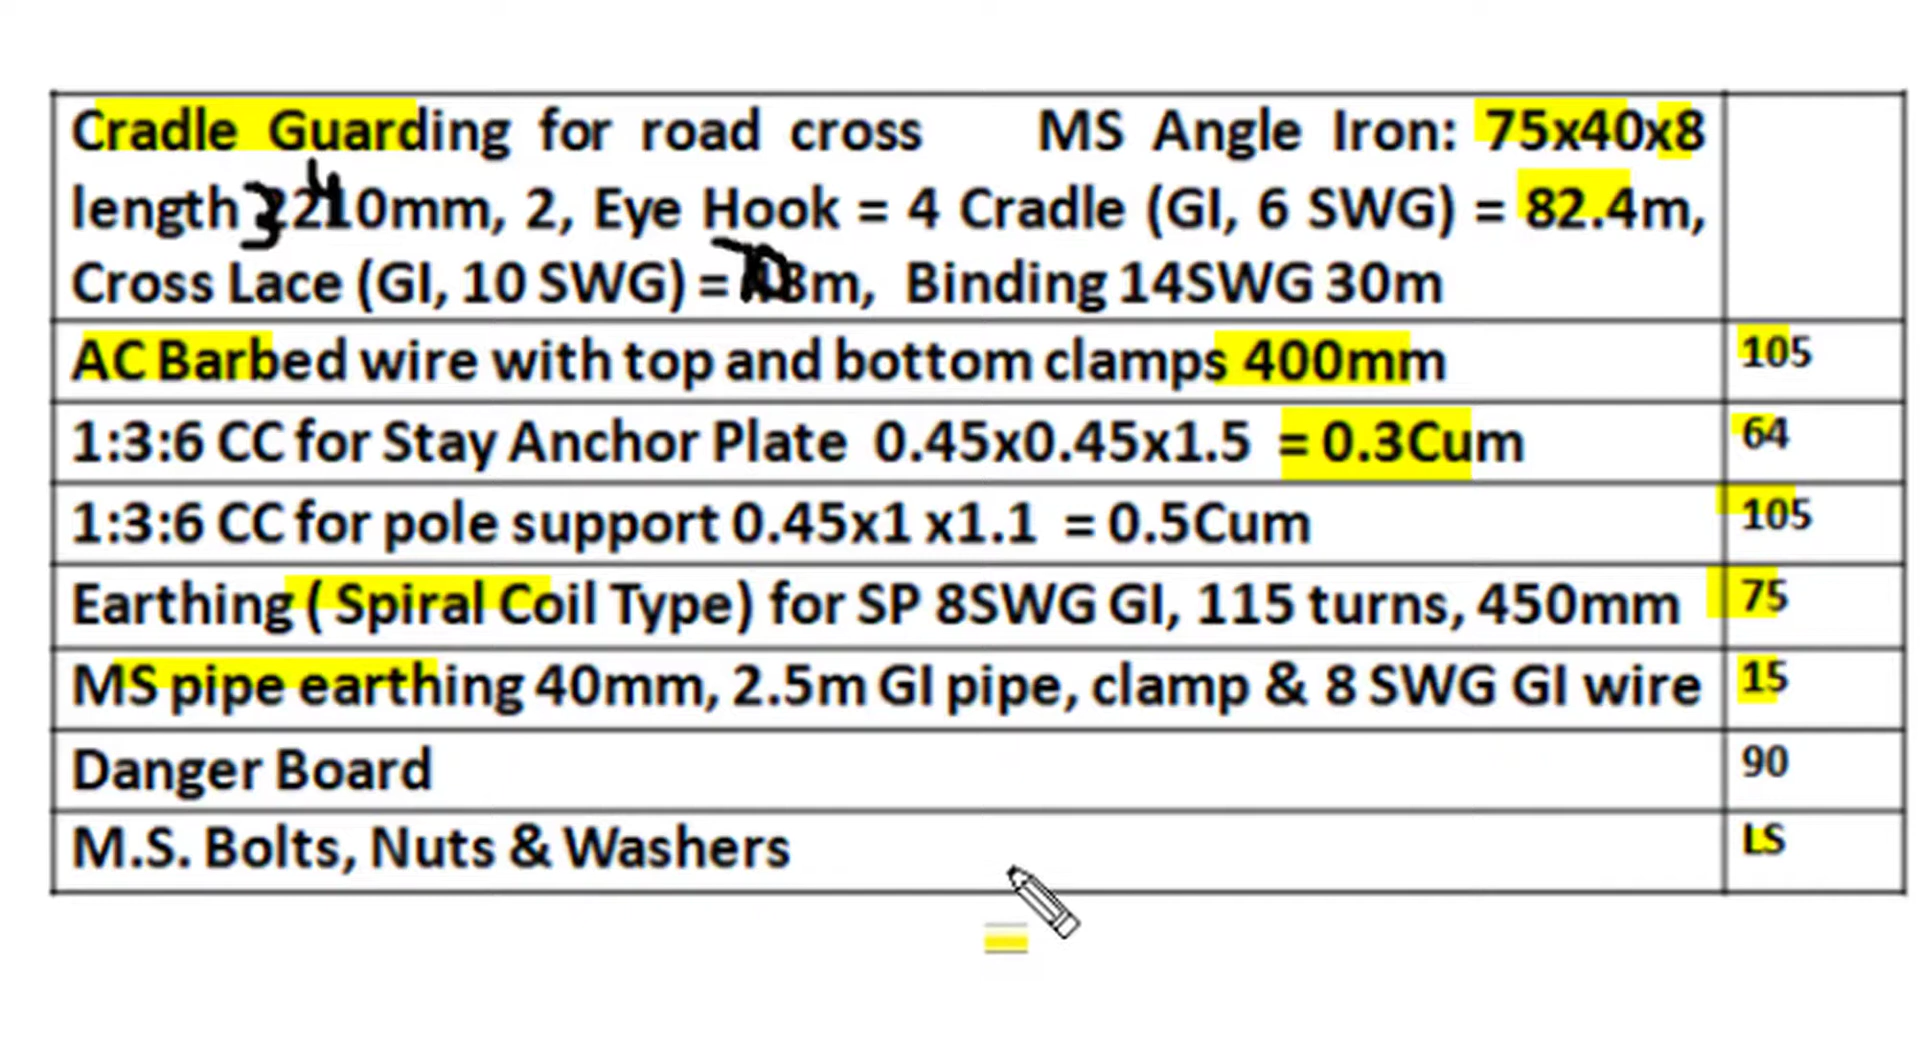 Cradle Guarding for road cross MS Angle Iron: 75x40x8
length mm, 2, Eye Hook = 4 Cradle (GI, 6 SWG) = 82.4m,
Cross Lace (GI, 10 SWG) = m, Binding 14SWG 30m
AC Barbed wire with top and bottom clamps 400mm 105
1:3:6 CC for Stay Anchor Plate 0.45x0.45x1.5 = 0.3Cum 64
1:3:6 CC for pole support 0.45x1 x1.1 = 0.5Cum 105
Earthing ( Spiral Coil Type) for SP 8SWG GI, 115 turns, 450mm 75
MS pipe earthing 40mm, 2.5m GI pipe, clamp & 8 SWG GI wire 15
Danger Board 90
M.S. Bolts, Nuts & Washers LS